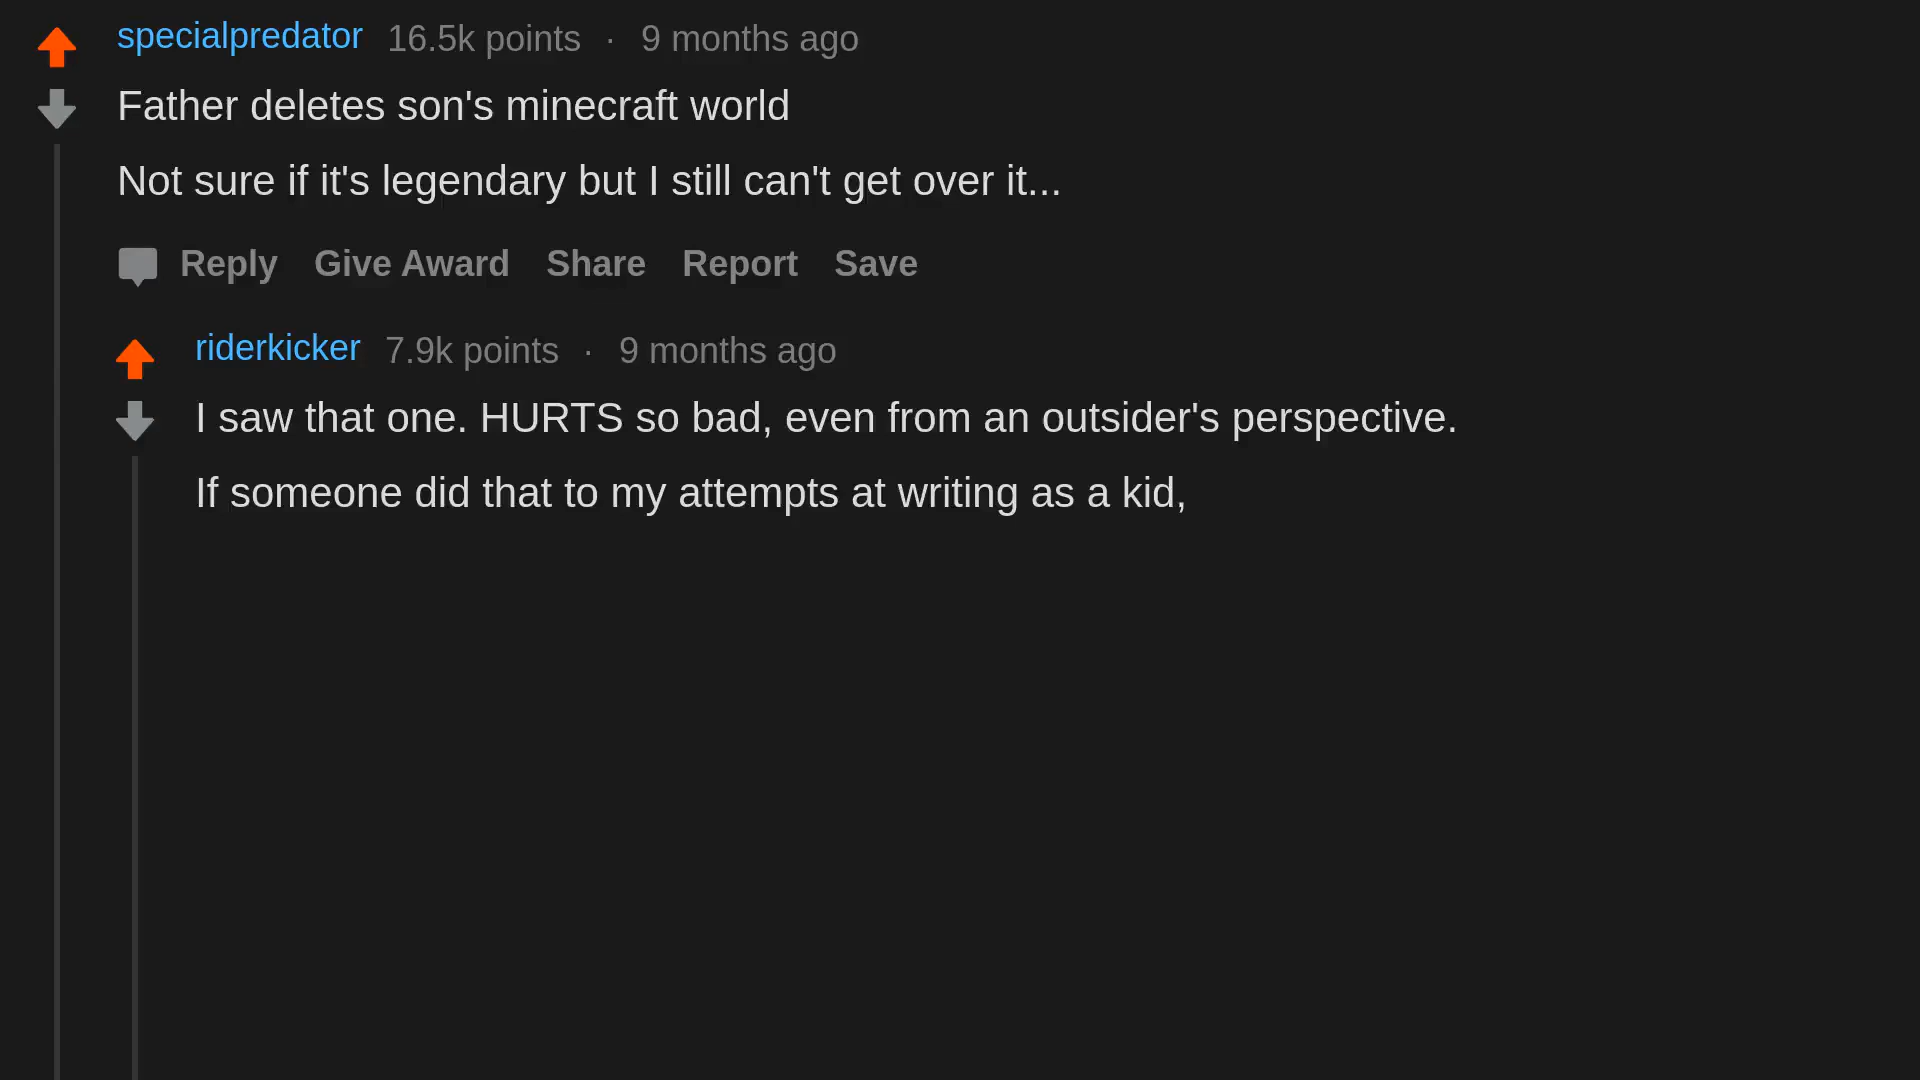 specialpredator 16.5k points · 9 months ago
Father deletes son's minecraft world
Not sure if it's legendary but I still can't get over it...
Reply Give Award Share Report Save
riderkicker 7.9k points · 9 months ago
I saw that one. HURTS so bad, even from an outsider's perspective.
If someone did that to my attempts at writing as a kid,